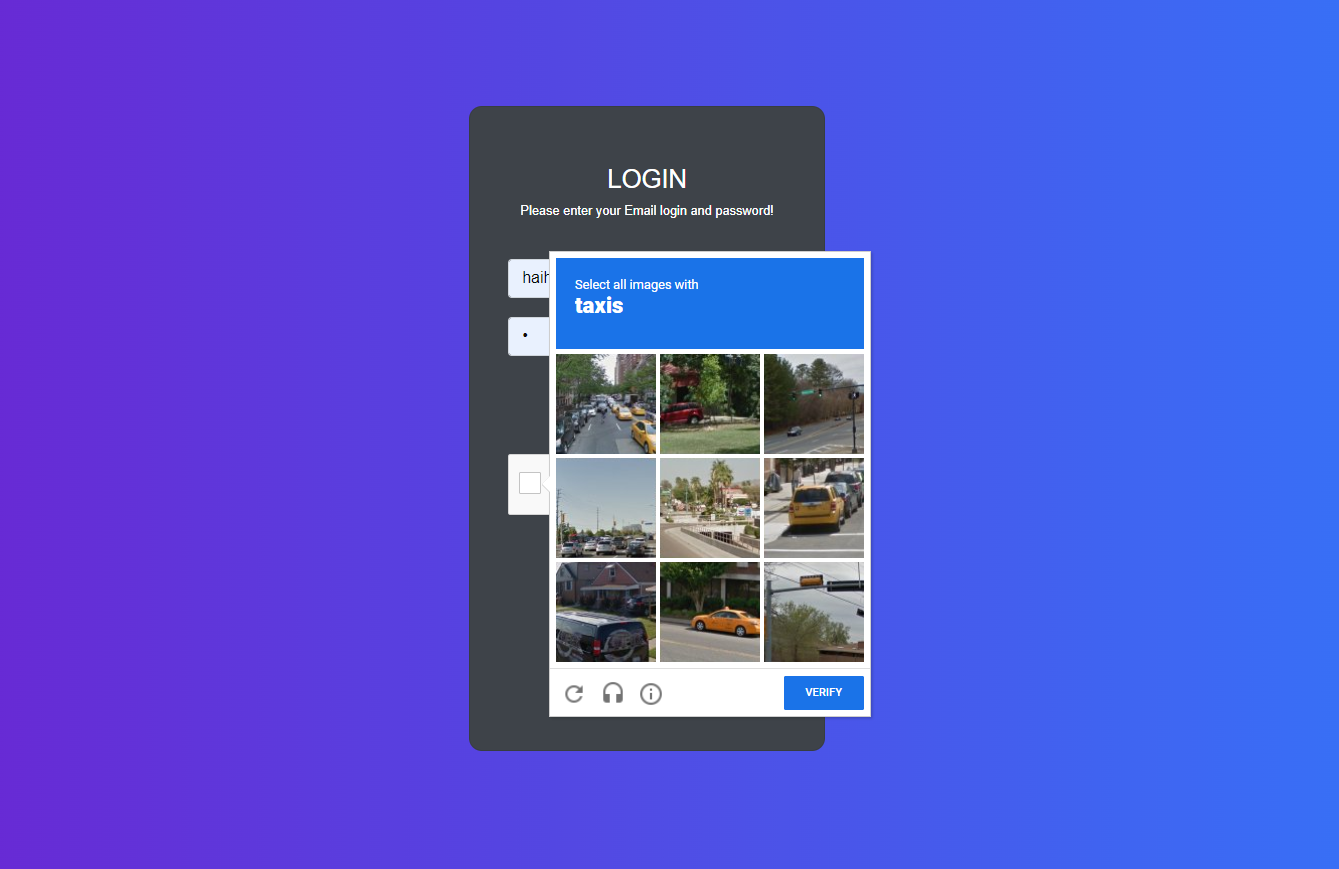 LOGIN
Please enter your Email login and password!
haih
•
Select all images with
taxis
VERIFY